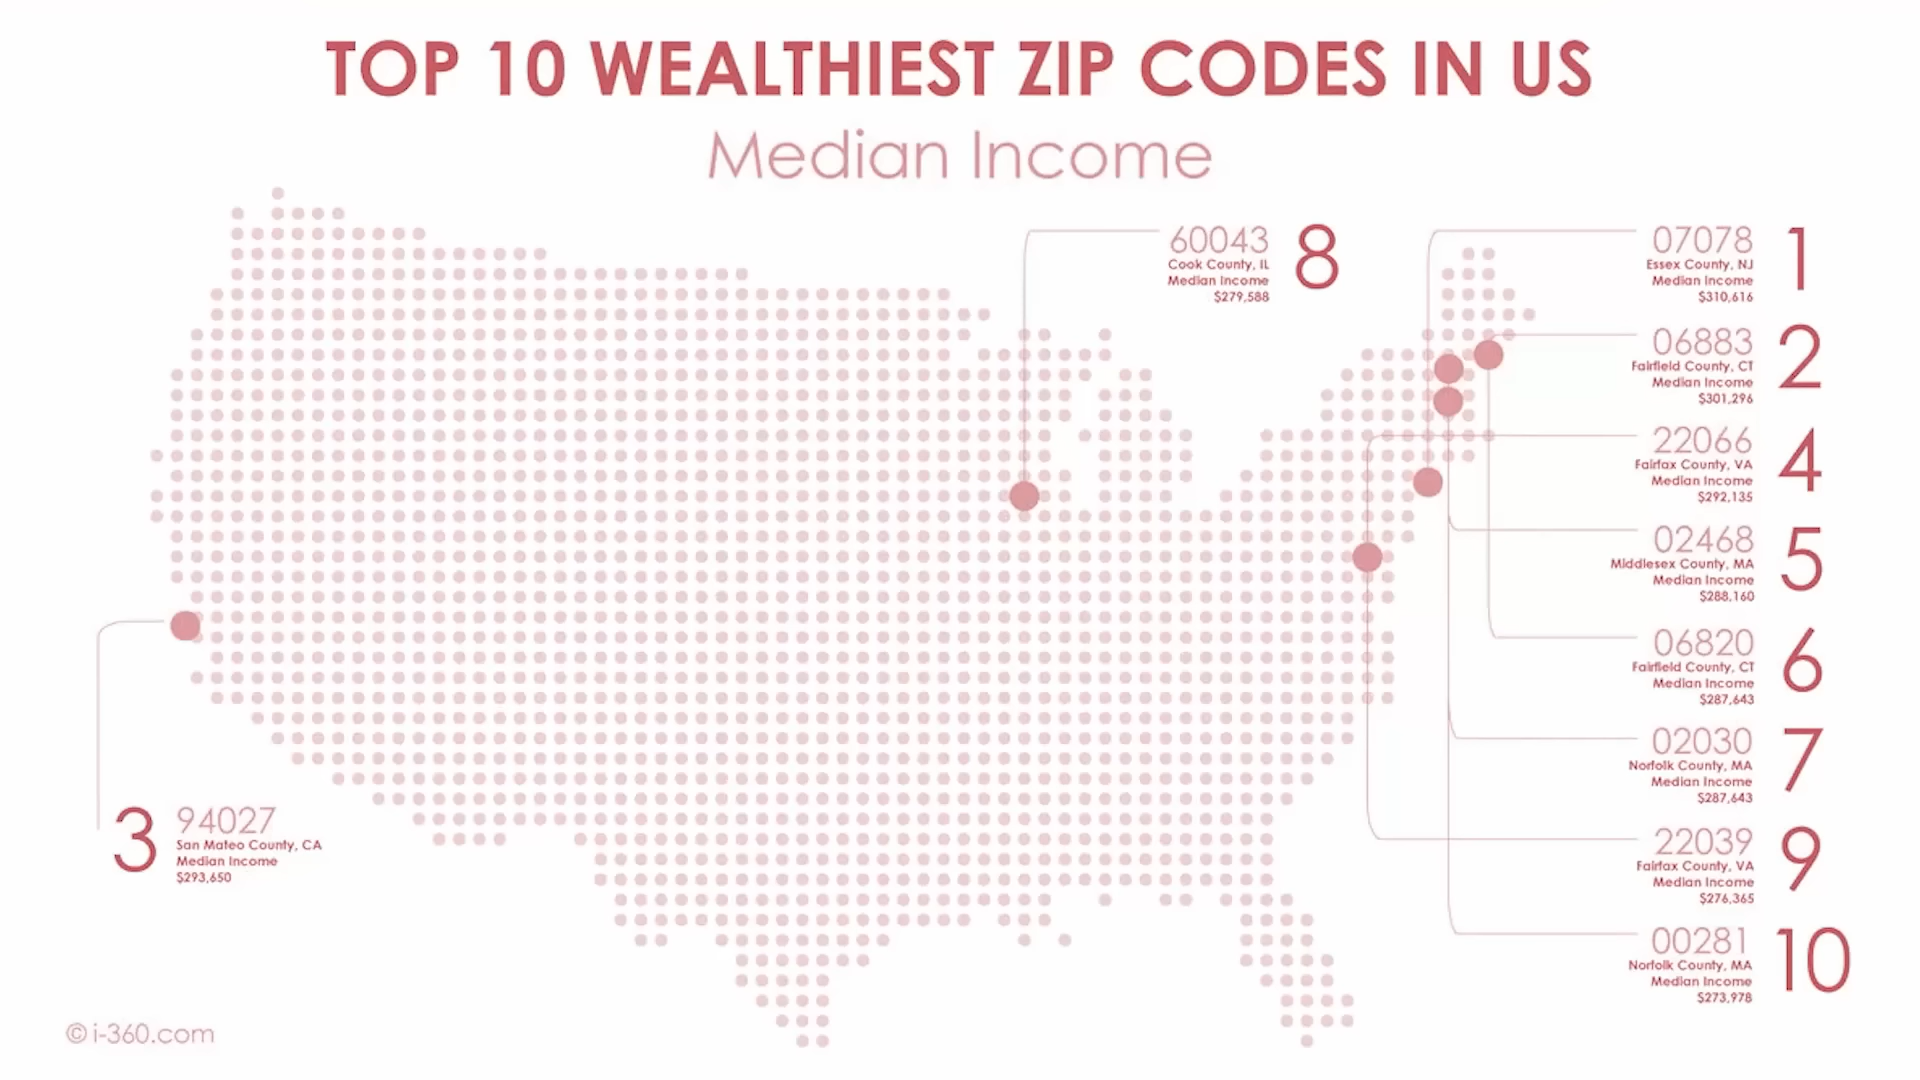 TOP 10 WEALTHIEST ZIP CODES IN US
Median Income
60043
Cook County, IL
Median Income
$279,588
8
07078
Essex County, NJ
Median Income
$310,616
1
06883
Fairfield County, CT
Median Income
$301,296
2
22066
Fairfax County, VA
Median Income
$292,135
4
02468
Middlesex County, MA
Median Income
$288,160
5
06820
Fairfield County, CT
Median Income
$287,643
6
02030
Norfolk County, MA
Median Income
$287,643
7
3
94027
San Mateo County, CA
Median Income
$293,650
22039
Fairfax County, VA
Median Income
$276,365
9
00281
Norfolk County, MA
Median Income
$273,978
10
© i-360.com